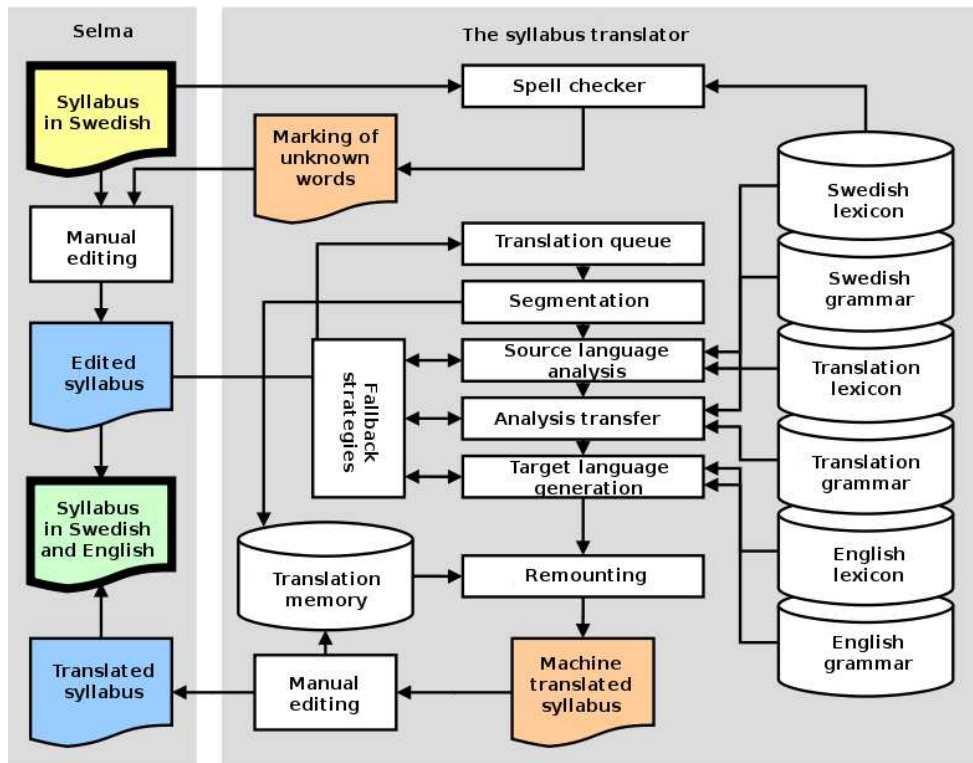 Selma
The syllabus translator
Syllabus
in Swedish
Spell checker
Marking of
unknown
words
Swedish
lexicon
Manual
editing
Translation queue
Swedish
grammar
Segmentation
Edited
syllabus
Fallback
strategies
Source language
analysis
Translation
lexicon
Analysis transfer
Target language
generation
Translation
grammar
Syllabus
in Swedish
and English
Translation
memory
Remounting
English
lexicon
Translated
syllabus
Manual
editing
Machine
translated
syllabus
English
grammar